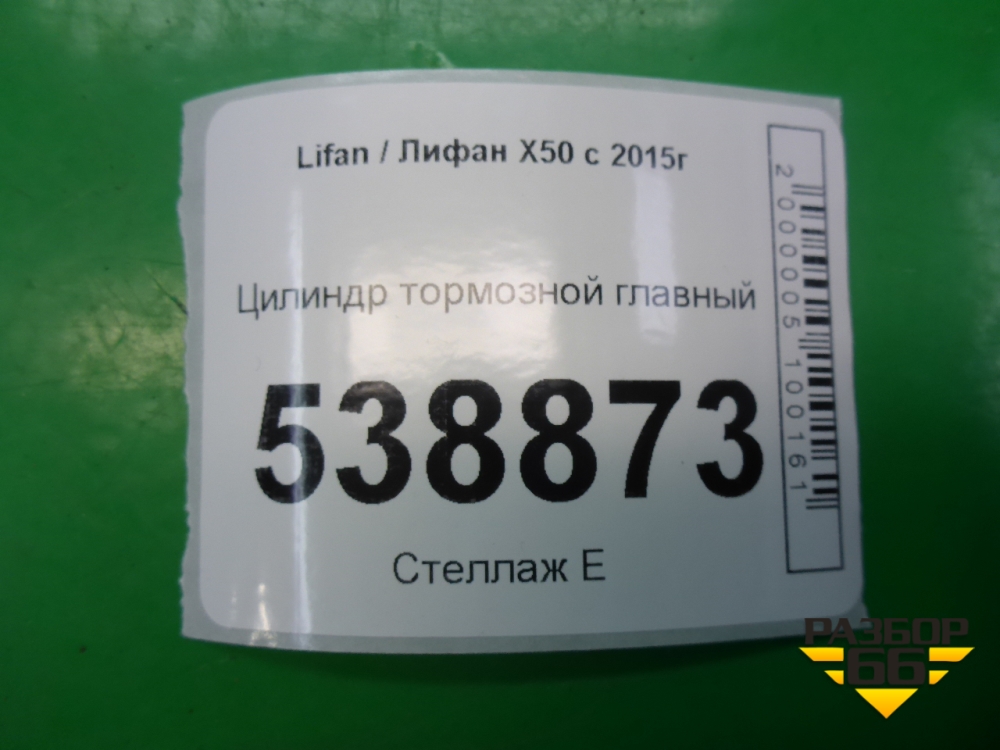 Lifan / Лифан X50 с 2015г
Цилиндр тормозной главный
538873
Стеллаж Е
2000005100161
РАЗБОР
66